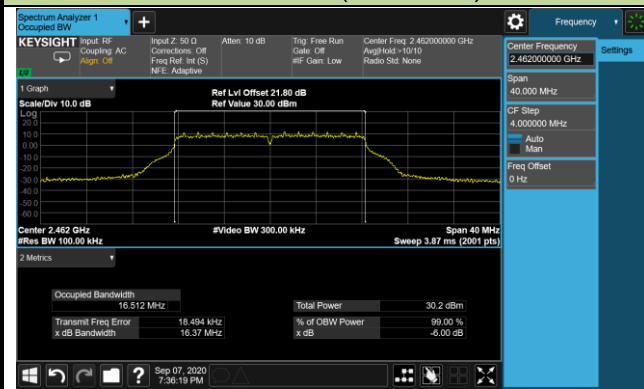 Spectrum Analyzer 1
Occupied BW
Frequency
KEYSIGHT
Input: RF
Coupling: AC
Align: Off
Input Z: 50 Ω
Corrections: Off
Freq Ref: Int (S)
NFE: Adaptive
Atten: 10 dB
Trig: Free Run
Gate: Off
#IF Gain: Low
Center Freq: 2.462000000 GHz
Avg|Hold:>10/10
Radio Std: None
LV
Center Frequency
2.462000000 GHz
Settings
Span
40.000 MHz
CF Step
4.000000 MHz
Auto
Man
Freq Offset
0 Hz
1 Graph
Scale/Div 10.0 dB
Ref Lvl Offset 21.80 dB
Ref Value 30.00 dBm
Log
20.0
10.0
0.00
-10.0
-20.0
-30.0
-40.0
-50.0
-60.0
Center 2.462 GHz
#Video BW 300.00 kHz
Span 40 MHz
#Res BW 100.00 kHz
Sweep 3.87 ms (2001 pts)
2 Metrics
Occupied Bandwidth
16.512 MHz
Total Power 30.2 dBm
Transmit Freq Error 18.494 kHz
% of OBW Power 99.00 %
x dB Bandwidth 16.37 MHz
x dB -6.00 dB
Sep 07, 2020
7:36:19 PM